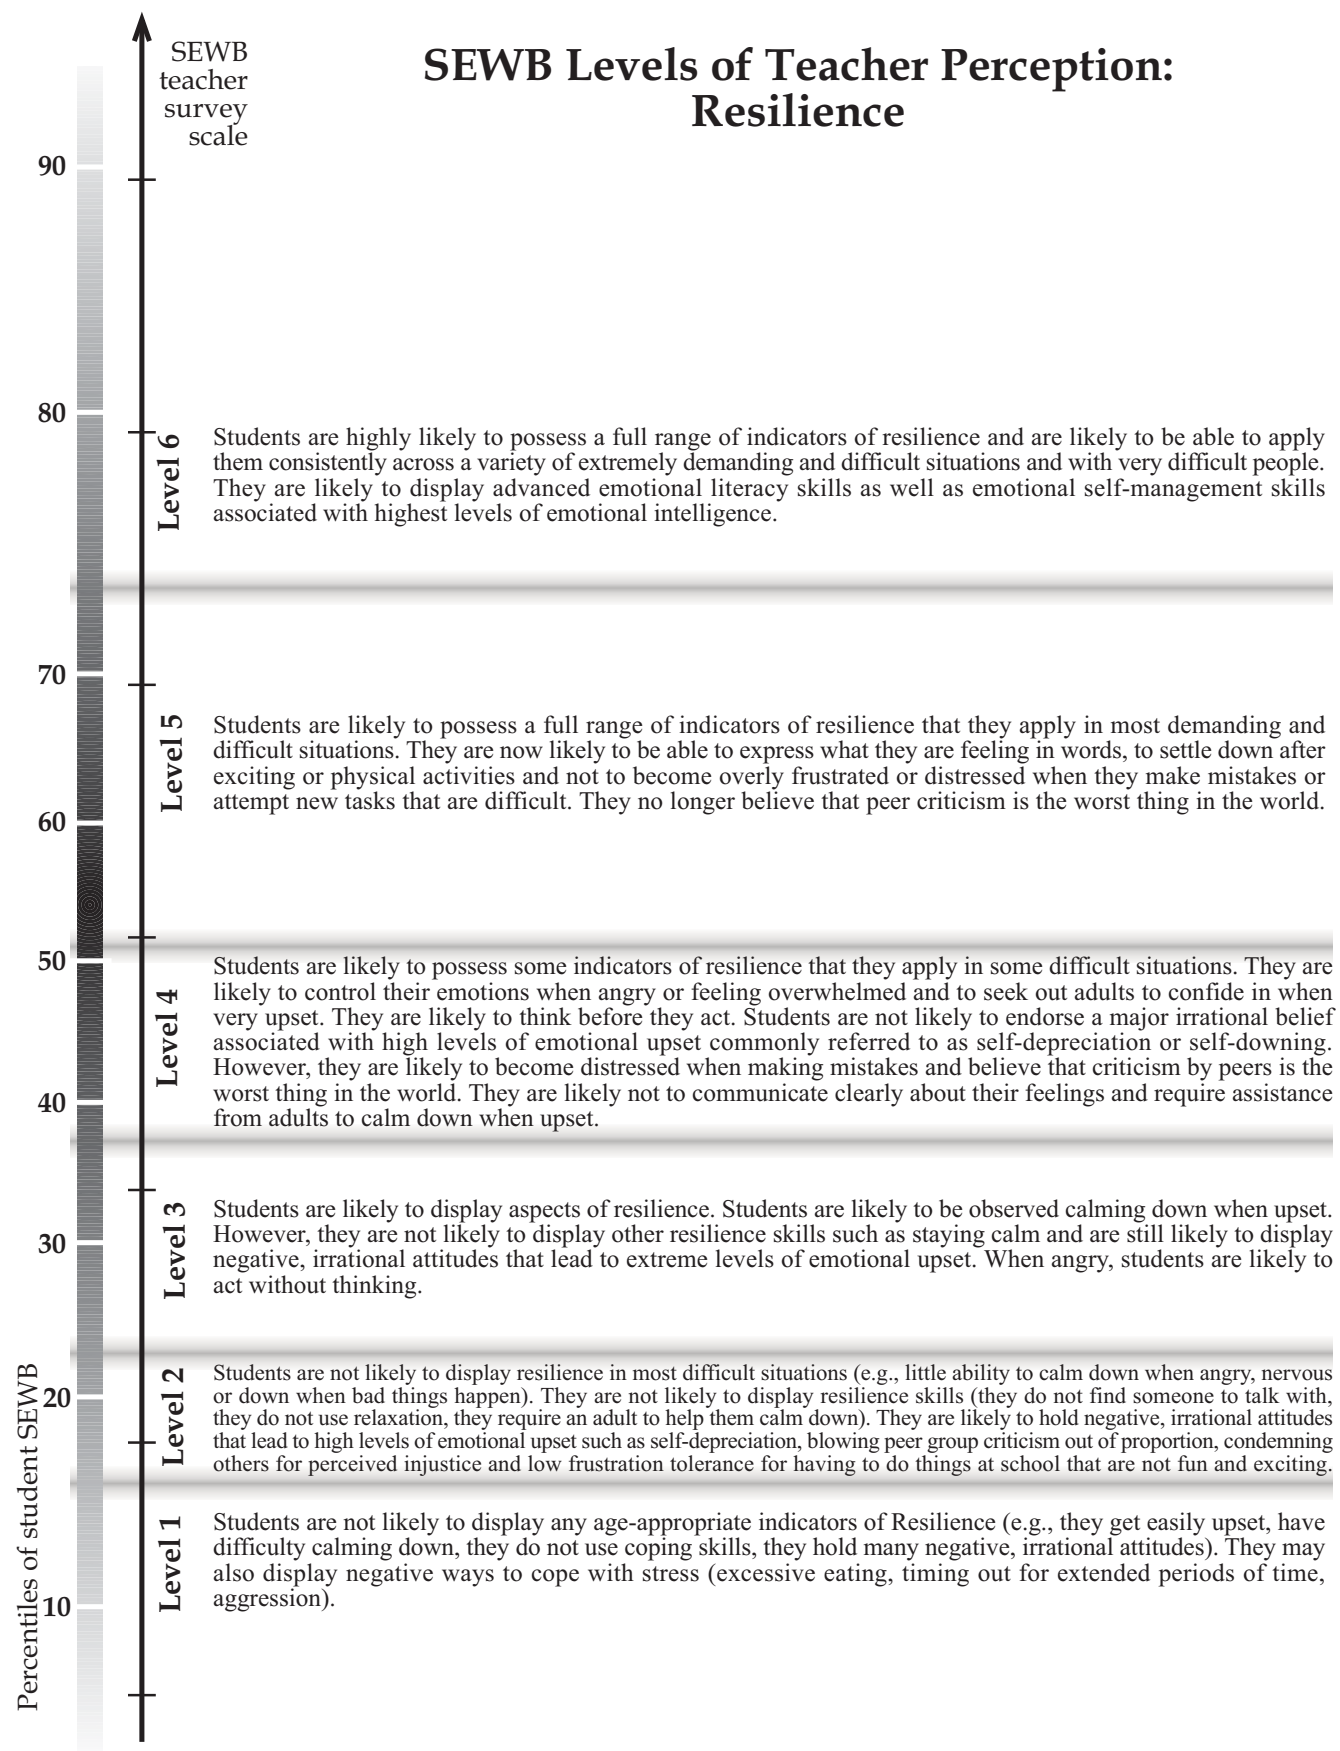 SEWB
teacher
survey
scale
SEWB Levels of Teacher Perception:
Resilience
90
80
Level 6
Students are highly likely to possess a full range of indicators of resilience and are likely to be able to apply
them consistently across a variety of extremely demanding and difficult situations and with very difficult people.
They are likely to display advanced emotional literacy skills as well as emotional self-management skills
associated with highest levels of emotional intelligence.
70
Level 5
Students are likely to possess a full range of indicators of resilience that they apply in most demanding and
difficult situations. They are now likely to be able to express what they are feeling in words, to settle down after
exciting or physical activities and not to become overly frustrated or distressed when they make mistakes or
attempt new tasks that are difficult. They no longer believe that peer criticism is the worst thing in the world.
60
50
Level 4
Students are likely to possess some indicators of resilience that they apply in some difficult situations. They are
likely to control their emotions when angry or feeling overwhelmed and to seek out adults to confide in when
very upset. They are likely to think before they act. Students are not likely to endorse a major irrational belief
associated with high levels of emotional upset commonly referred to as self-depreciation or self-downing.
However, they are likely to become distressed when making mistakes and believe that criticism by peers is the
worst thing in the world. They are likely not to communicate clearly about their feelings and require assistance
from adults to calm down when upset.
40
Level 3
Students are likely to display aspects of resilience. Students are likely to be observed calming down when upset.
However, they are not likely to display other resilience skills such as staying calm and are still likely to display
negative, irrational attitudes that lead to extreme levels of emotional upset. When angry, students are likely to
act without thinking.
30
Level 2
Students are not likely to display resilience in most difficult situations (e.g., little ability to calm down when angry, nervous
or down when bad things happen). They are not likely to display resilience skills (they do not find someone to talk with,
they do not use relaxation, they require an adult to help them calm down). They are likely to hold negative, irrational attitudes
that lead to high levels of emotional upset such as self-depreciation, blowing peer group criticism out of proportion, condemning
others for perceived injustice and low frustration tolerance for having to do things at school that are not fun and exciting.
20
Level 1
Students are not likely to display any age-appropriate indicators of Resilience (e.g., they get easily upset, have
difficulty calming down, they do not use coping skills, they hold many negative, irrational attitudes). They may
also display negative ways to cope with stress (excessive eating, timing out for extended periods of time,
aggression).
10
Percentiles of student SEWB